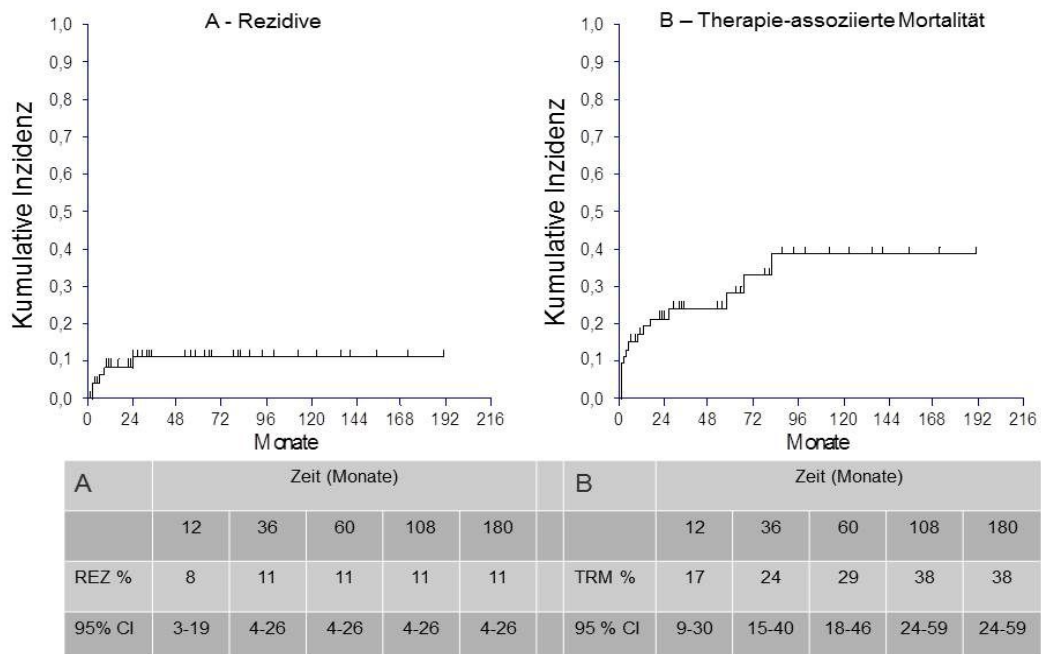 A - Rezidive
Kumulative Inzidenz
1,0
0,9
0,8
0,7
0,6
0,5
0,4
0,3
0,2
0,1
0,0
0 24 48 72 96 120 144 168 192 216
Monate
B – Therapie-assoziierte Mortalität
Kumulative Inzidenz
1,0
0,9
0,8
0,7
0,6
0,5
0,4
0,3
0,2
0,1
0,0
0 24 48 72 96 120 144 168 192 216
Monate
A Zeit (Monate) B Zeit (Monate)
12 36 60 108 180 12 36 60 108 180
REZ % 8 11 11 11 11 TRM % 17 24 29 38 38
95% CI 3-19 4-26 4-26 4-26 4-26 95 % CI 9-30 15-40 18-46 24-59 24-59